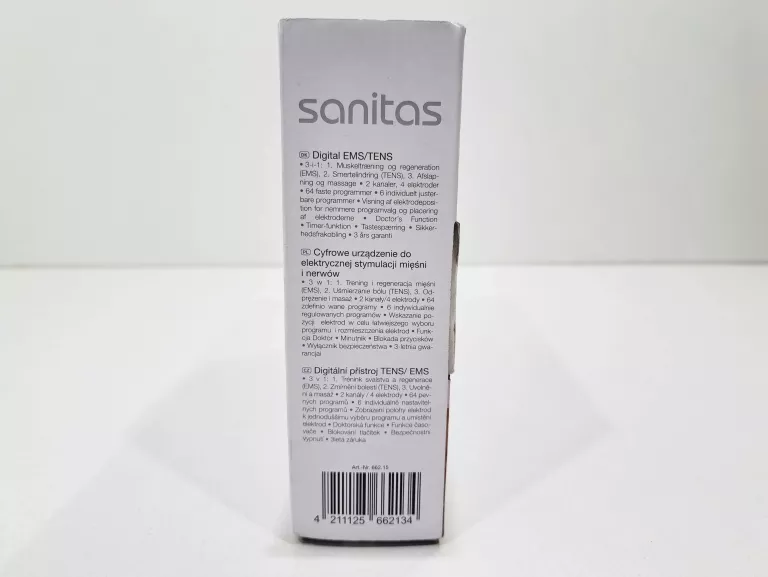 sanitas
DK Digital EMS/TENS
• 3-i-1: 1. Muskeltræning og regeneration
(EMS), 2. Smertelindring (TENS), 3. Afslap-
ning og massage • 2 kanaler, 4 elektroder
• 64 faste programmer • 6 individuelt juster-
bare programmer • Visning af elektrodeposi-
tion for nemmere programvalg og placering
af elektroderne • Doctor's Function
• Timer-funktion • Tastespærring • Sikker-
hedsfrakobling • 3 års garanti
PL Cyfrowe urządzenie do
elektrycznej stymulacji mięśni
i nerwów
• 3 w 1: 1. Trening i regeneracja mięśni
(EMS), 2. Uśmierzanie bólu (TENS), 3. Od-
prężenie i masaż • 2 kanały/4 elektrody • 64
zdefinio wane programy • 6 indywidualnie
regulowanych programów • Wskazanie po-
zycji elektrod w celu łatwiejszego wyboru
programu i rozmieszczenia elektrod • Funk-
cja Doktor • Minutnik • Blokada przycisków
• Wyłącznik bezpieczeństwa • 3-letnia gwa-
rancja
CZ Digitální přístroj TENS/ EMS
• 3 v 1: 1. Trénink svalstva a regenerace
(EMS), 2. Zmírnění bolesti (TENS), 3. Uvolně-
ní a masáž • 2 kanály / 4 elektrody • 64 pev-
ných programů • 6 individuálně nastavitel-
ných programů • Zobrazení polohy elektrod
k jednoduššímu výběru programu a umístění
elektrod • Doktorská funkce • Funkce časo-
vače • Blokování tlačítek • Bezpečnostní
vypnutí • 3letá záruka
Art.-Nr. 662.15
4 211125 662134